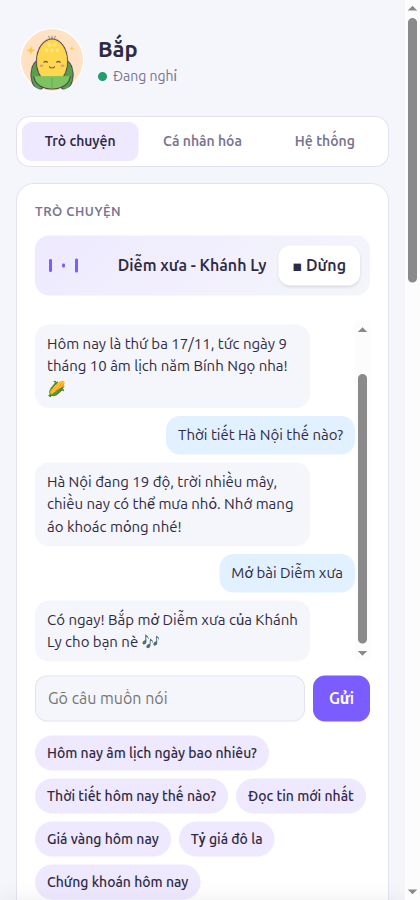 Bắp
Đang nghỉ
Trò chuyện
Cá nhân hóa
Hệ thống
TRÒ CHUYỆN
Diễm xưa - Khánh Ly
Dừng
Hôm nay là thứ ba 17/11, tức ngày 9
tháng 10 âm lịch năm Bính Ngọ nha!
🌽
Thời tiết Hà Nội thế nào?
Hà Nội đang 19 độ, trời nhiều mây,
chiều nay có thể mưa nhỏ. Nhớ mang
áo khoác mỏng nhé!
Mở bài Diễm xưa
Có ngay! Bắp mở Diễm xưa của Khánh
Ly cho bạn nè 🎶
Gõ câu muốn nói
Gửi
Hôm nay âm lịch ngày bao nhiêu?
Thời tiết hôm nay thế nào?
Đọc tin mới nhất
Giá vàng hôm nay
Tỷ giá đô la
Chứng khoán hôm nay